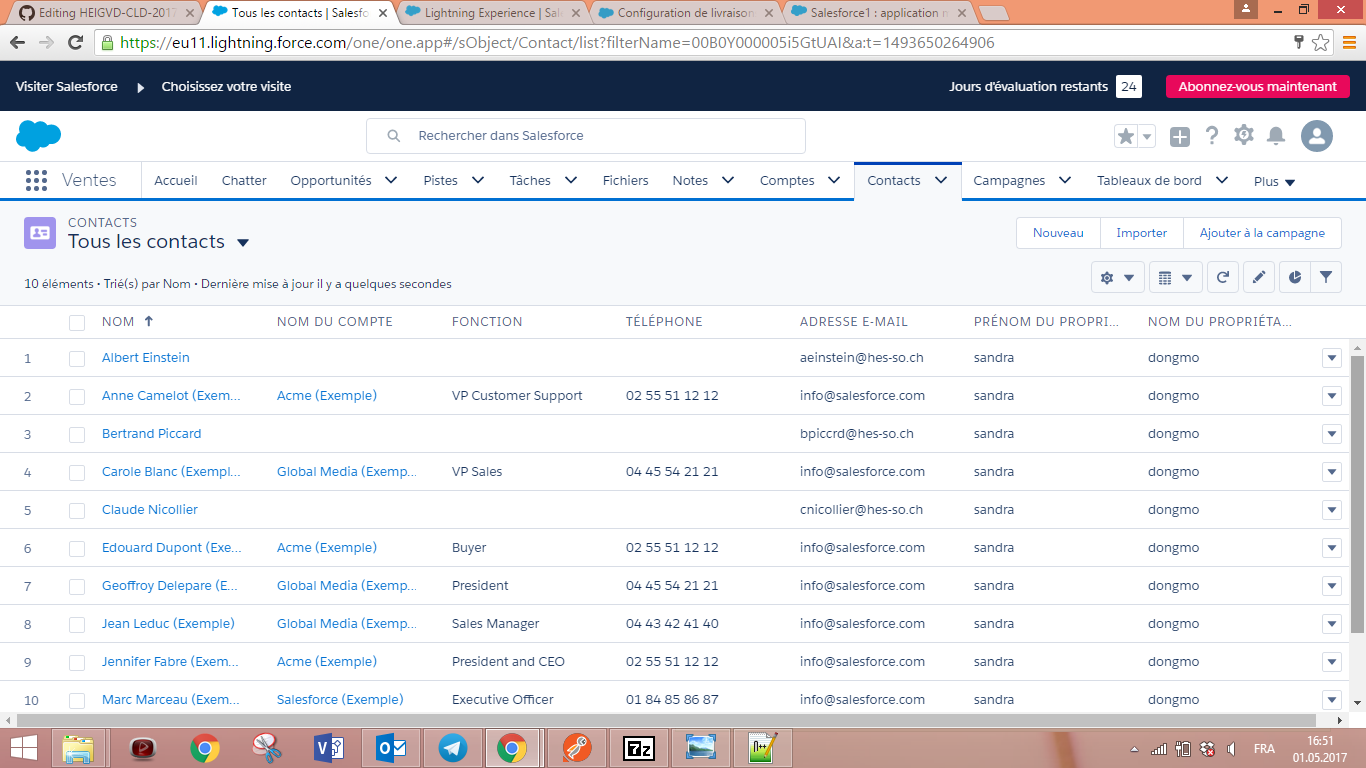 Editing HEIGVD-CLD-2017
Tous les contacts | Salesfo
Lightning Experience | Sal
Configuration de livraison
Salesforce1 : application m
https://eu11.lightning.force.com/one/one.app#/sObject/Contact/list?filterName=00B0Y000005i5GtUAI&a:t=1493650264906
Visiter Salesforce Choisissez votre visite Jours d'évaluation restants 24 Abonnez-vous maintenant
Rechercher dans Salesforce
Ventes Accueil Chatter Opportunités Pistes Tâches Fichiers Notes Comptes Contacts Campagnes Tableaux de bord Plus
CONTACTS
Tous les contacts
Nouveau Importer Ajouter à la campagne
10 éléments • Trié(s) par Nom • Dernière mise à jour il y a quelques secondes
NOM NOM DU COMPTE FONCTION TÉLÉPHONE ADRESSE E-MAIL PRÉNOM DU PROPRI... NOM DU PROPRIÉTA...
1 Albert Einstein aeinstein@hes-so.ch sandra dongmo
2 Anne Camelot (Exem... Acme (Exemple) VP Customer Support 02 55 51 12 12 info@salesforce.com sandra dongmo
3 Bertrand Piccard bpiccrd@hes-so.ch sandra dongmo
4 Carole Blanc (Exempl... Global Media (Exemp... VP Sales 04 45 54 21 21 info@salesforce.com sandra dongmo
5 Claude Nicollier cnicollier@hes-so.ch sandra dongmo
6 Edouard Dupont (Exe... Acme (Exemple) Buyer 02 55 51 12 12 info@salesforce.com sandra dongmo
7 Geoffroy Delepare (E... Global Media (Exemp... President 04 45 54 21 21 info@salesforce.com sandra dongmo
8 Jean Leduc (Exemple) Global Media (Exemp... Sales Manager 04 43 42 41 40 info@salesforce.com sandra dongmo
9 Jennifer Fabre (Exem... Acme (Exemple) President and CEO 02 55 51 12 12 info@salesforce.com sandra dongmo
10 Marc Marceau (Exem... Salesforce (Exemple) Executive Officer 01 84 85 86 87 info@salesforce.com sandra dongmo
7z
FRA
16:51
01.05.2017